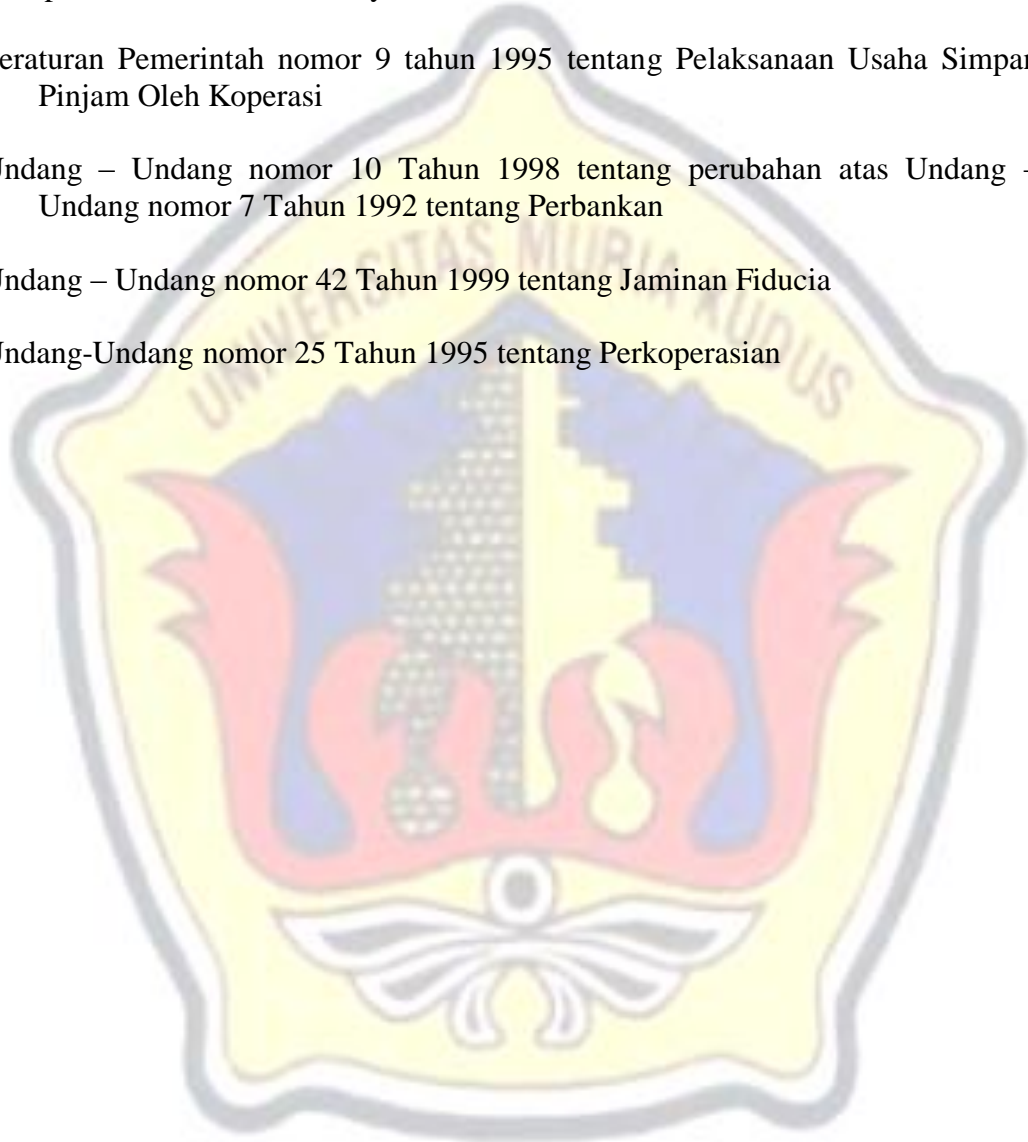 eraturan Pemerintah nomor 9 tahun 1995 tentang Pelaksanaan Usaha Simpan
Pinjam Oleh Koperasi
Undang – Undang nomor 10 Tahun 1998 tentang perubahan atas Undang –
Undang nomor 7 Tahun 1992 tentang Perbankan
Undang – Undang nomor 42 Tahun 1999 tentang Jaminan Fiducia
Undang-Undang nomor 25 Tahun 1995 tentang Perkoperasian
UNIVERSITAS MURIA KUDUS